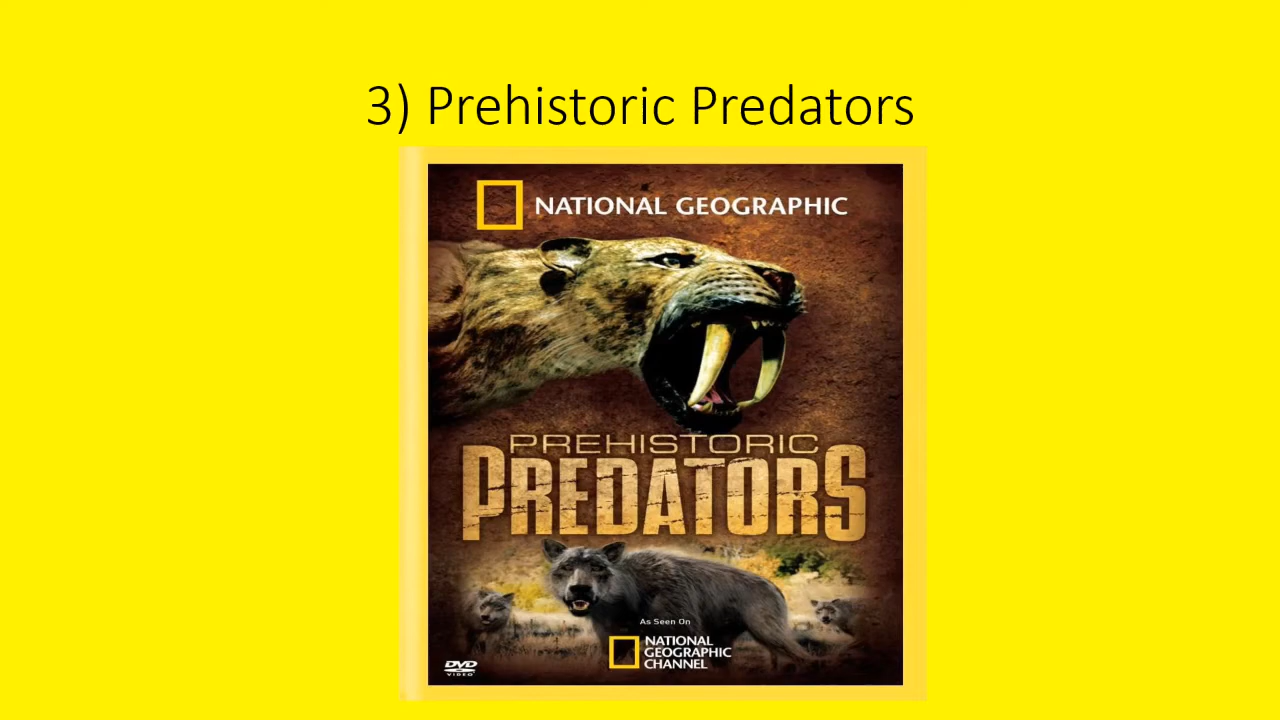 3) Prehistoric Predators
NATIONAL GEOGRAPHIC
PREHISTORIC
PREDATORS
As Seen On
NATIONAL
GEOGRAPHIC
CHANNEL
DVD
VIDEO